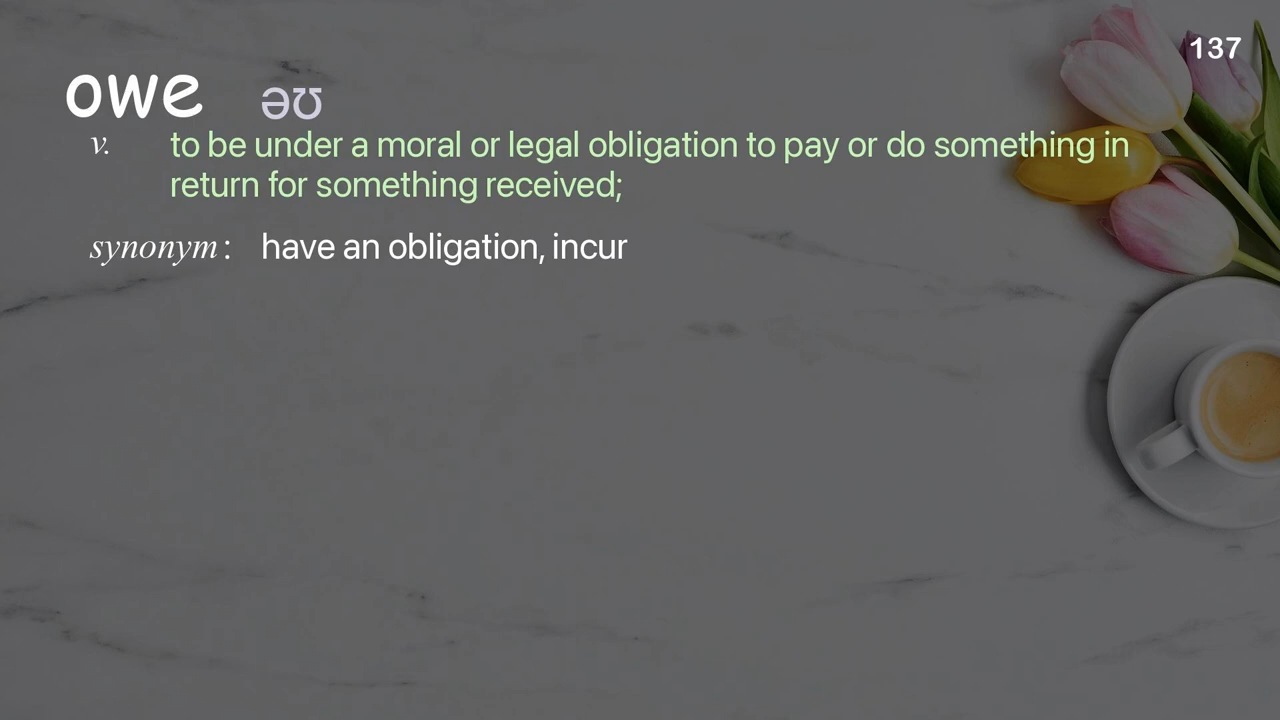 137
owe əʊ
v. to be under a moral or legal obligation to pay or do something in
return for something received;
synonym : have an obligation, incur